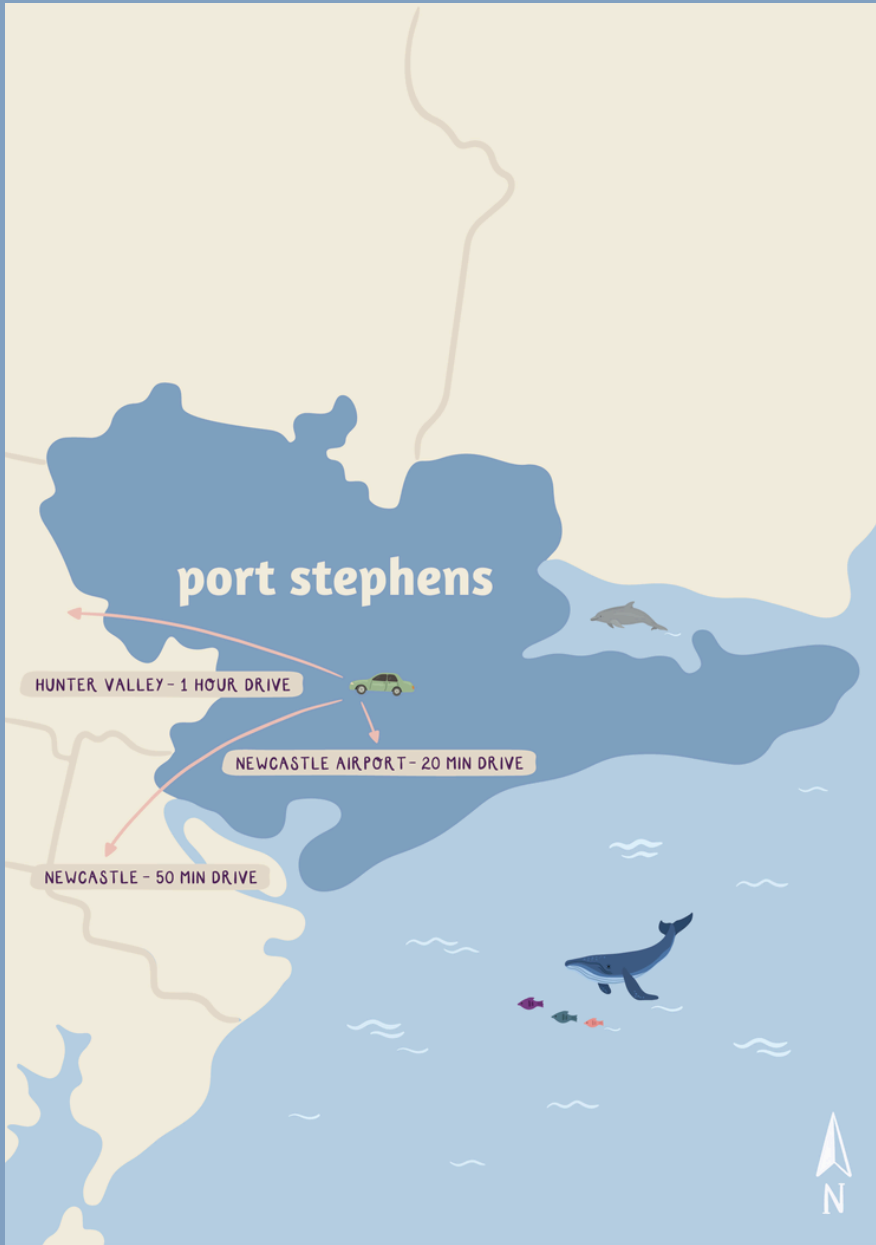 port stephens
HUNTER VALLEY - 1 HOUR DRIVE
NEWCASTLE AIRPORT - 20 MIN DRIVE
NEWCASTLE - 50 MIN DRIVE
N